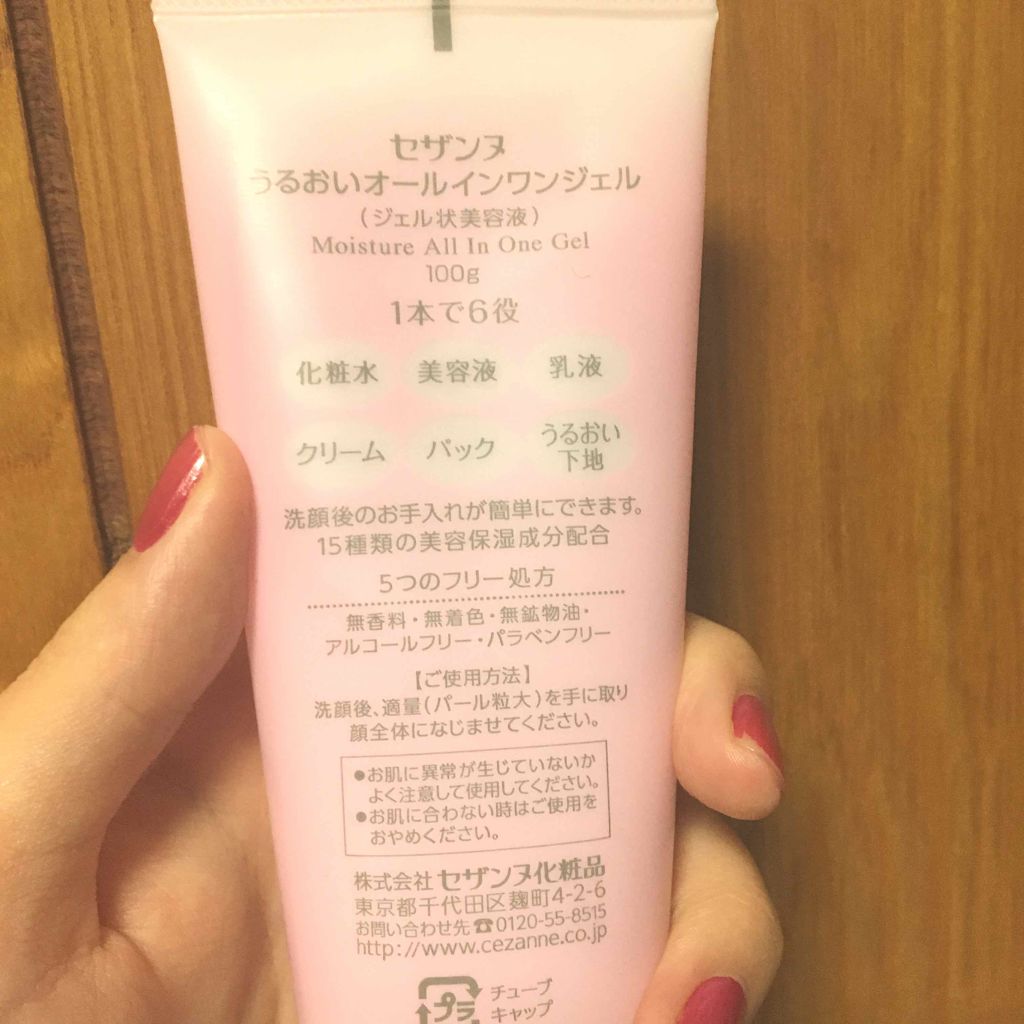 セザンヌ
うるおいオールインワンジェル
（ジェル状美容液）
Moisture All In One Gel
100g
1本で6役
化粧水 美容液 乳液
クリーム パック うるおい下地
洗顔後のお手入れが簡単にできます。
15種類の美容保湿成分配合
5つのフリー処方
無香料・無着色・無鉱物油・
アルコールフリー・パラベンフリー
【ご使用方法】
洗顔後、適量（パール粒大）を手に取り
顔全体になじませてください。
●お肌に異常が生じていないか
よく注意して使用してください。
●お肌に合わない時はご使用を
おやめください。
株式会社セザンヌ化粧品
東京都千代田区麹町4-2-6
お問い合わせ先☎0120-55-8515
http://www.cezanne.co.jp
プラ チューブ
キャップ